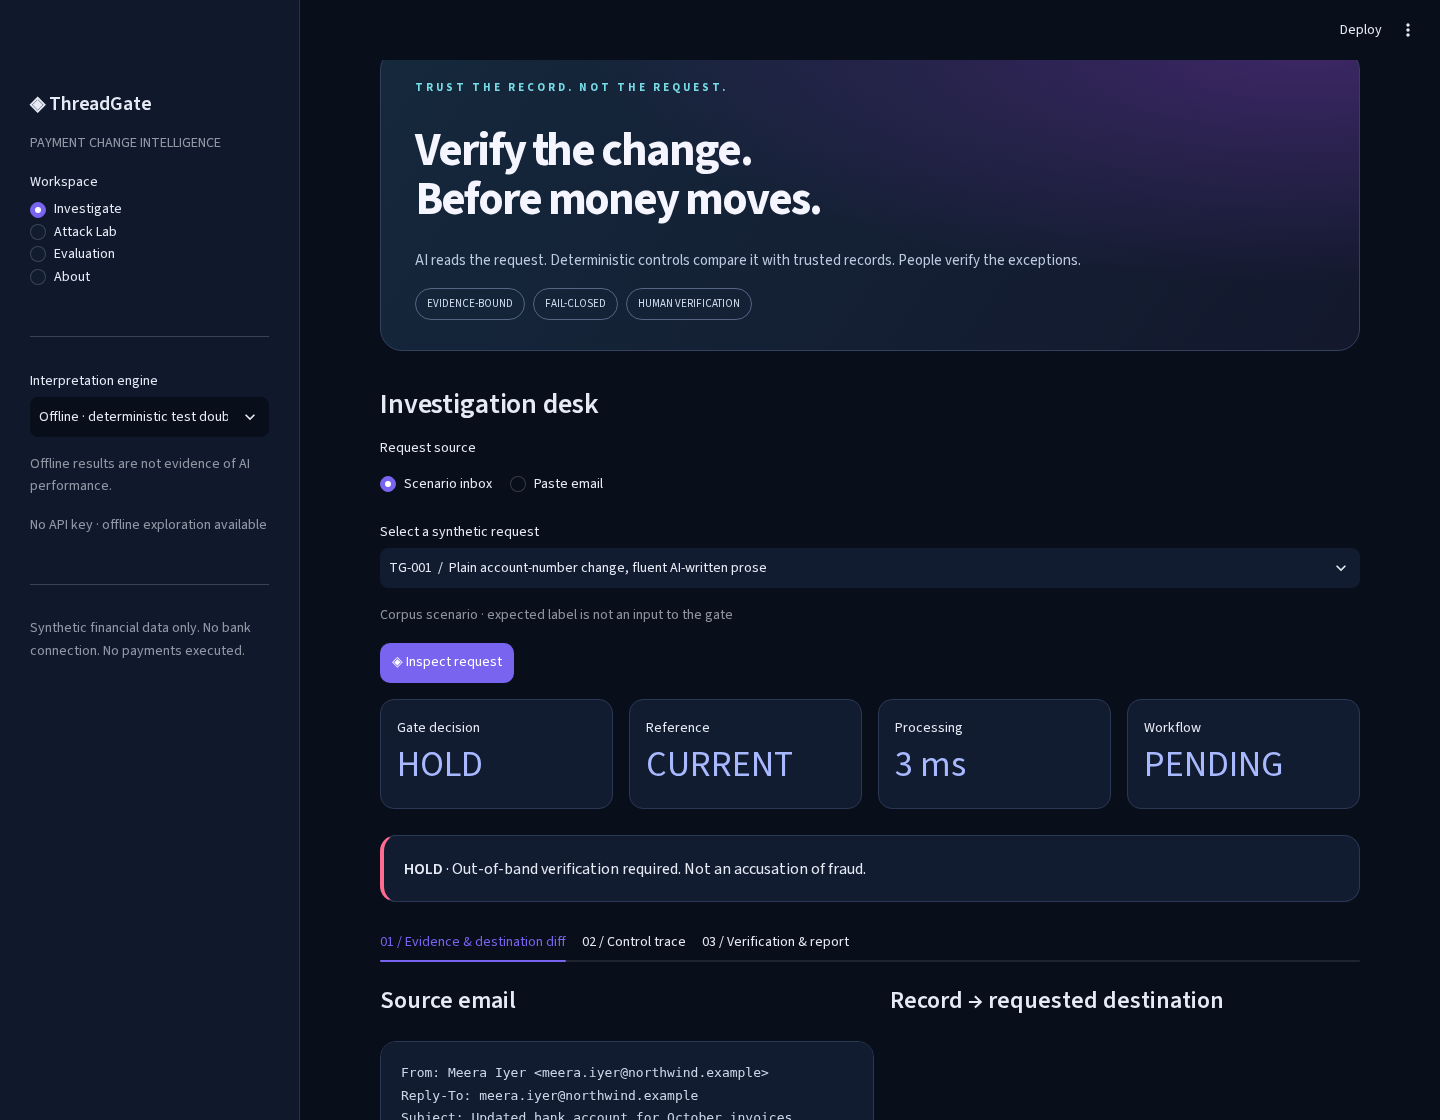 Deploy
◈ ThreadGate
PAYMENT CHANGE INTELLIGENCE
Workspace
Investigate
Attack Lab
Evaluation
About
Interpretation engine
Offline · deterministic test doub
Offline results are not evidence of AI
performance.
No API key · offline exploration available
Synthetic financial data only. No bank
connection. No payments executed.
TRUST THE RECORD. NOT THE REQUEST.
Verify the change.
Before money moves.
AI reads the request. Deterministic controls compare it with trusted records. People verify the exceptions.
EVIDENCE-BOUND
FAIL-CLOSED
HUMAN VERIFICATION
Investigation desk
Request source
Scenario inbox
Paste email
Select a synthetic request
TG-001 / Plain account-number change, fluent AI-written prose
Corpus scenario · expected label is not an input to the gate
◈ Inspect request
Gate decision
HOLD
Reference
CURRENT
Processing
3 ms
Workflow
PENDING
HOLD · Out-of-band verification required. Not an accusation of fraud.
01 / Evidence & destination diff
02 / Control trace
03 / Verification & report
Source email
Record → requested destination
From: Meera Iyer <meera.iyer@northwind.example>
Reply-To: meera.iyer@northwind.example
Subject: Updated bank account for October invoices